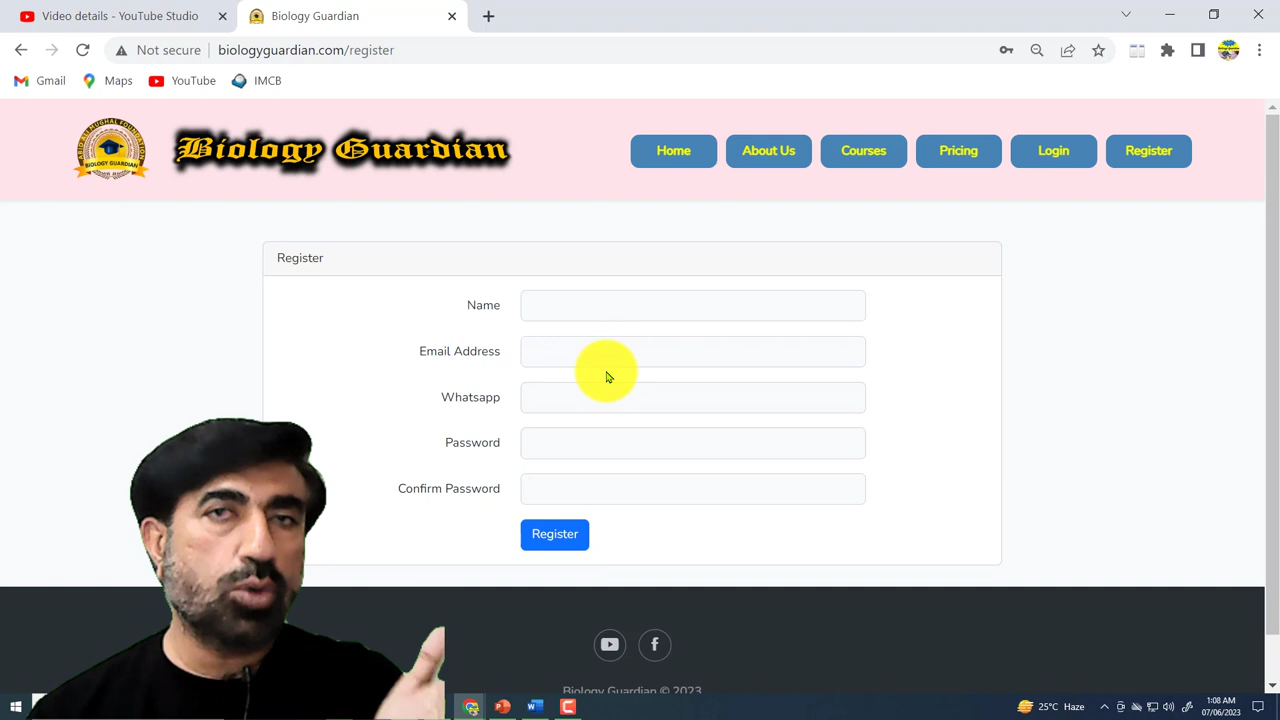 Video details - YouTube Studio
Biology Guardian
Not secure
biologyguardian.com/register
Gmail
Maps
YouTube
IMCB
BIOLOGY GUARDIAN
Biology Guardian
Home
About Us
Courses
Pricing
Login
Register
Register
Name
Email Address
Whatsapp
Password
Confirm Password
Register
Biology Guardian © 2023
25°C Haze
1:08 AM
07/06/2023